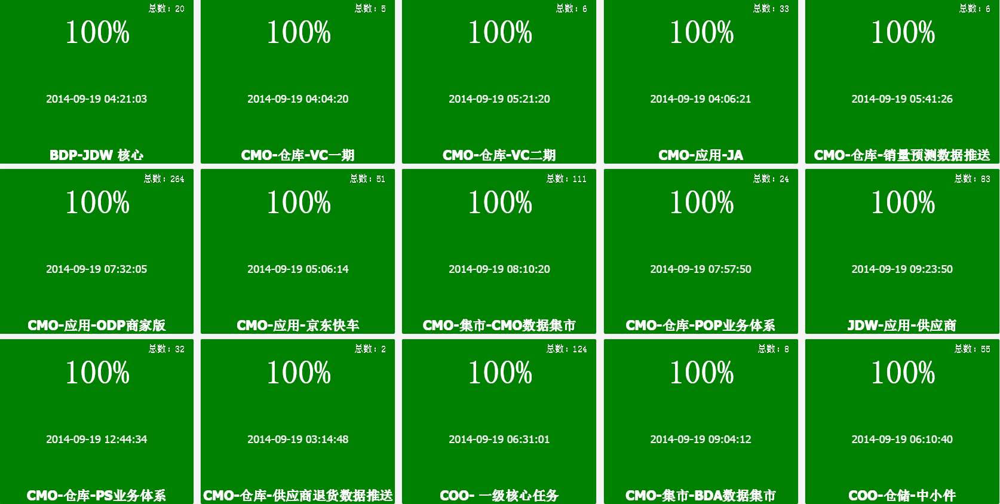 总数: 20
100%
2014-09-19 04:21:03
BDP-JDW 核心
总数: 5
100%
2014-09-19 04:04:20
CMO-仓库-VC一期
总数: 6
100%
2014-09-19 05:21:20
CMO-仓库-VC二期
总数: 33
100%
2014-09-19 04:06:21
CMO-应用-JA
总数: 6
100%
2014-09-19 05:41:26
CMO-仓库-销量预测数据推送
总数: 264
100%
2014-09-19 07:32:05
CMO-应用-ODP商家版
总数: 51
100%
2014-09-19 05:06:14
CMO-应用-京东快车
总数: 111
100%
2014-09-19 08:10:20
CMO-集市-CMO数据集市
总数: 24
100%
2014-09-19 07:57:50
CMO-仓库-POP业务体系
总数: 83
100%
2014-09-19 09:23:50
JDW-应用-供应商
总数: 32
100%
2014-09-19 12:44:34
CMO-仓库-PS业务体系
总数: 2
100%
2014-09-19 03:14:48
CMO-仓库-供应商退货数据推送
总数: 124
100%
2014-09-19 06:31:01
COO- 一级核心任务
总数: 8
100%
2014-09-19 09:04:12
CMO-集市-BDA数据集市
总数: 55
100%
2014-09-19 06:10:40
COO-仓储-中小件